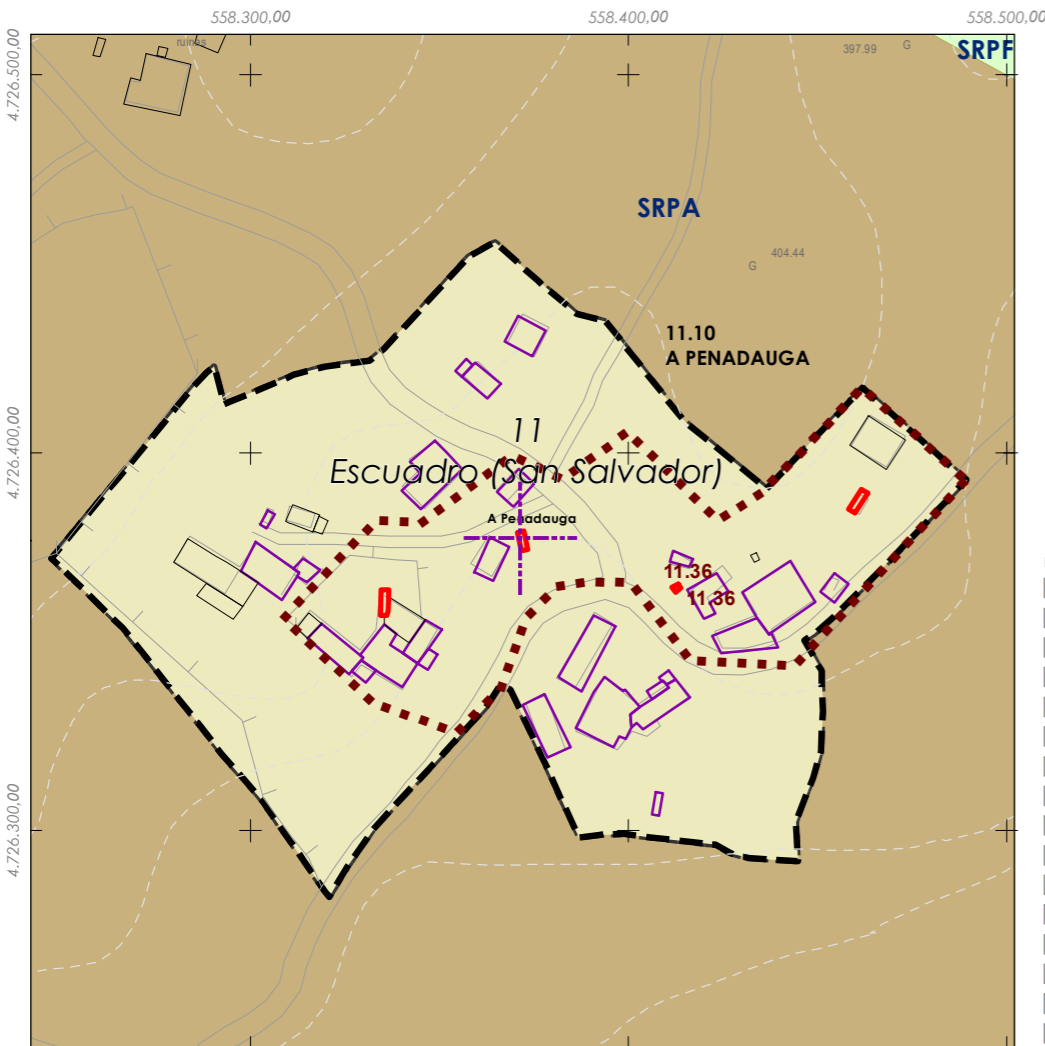 558.300,00
558.400,00
558.500,00
4.726.500,00
ruinas
397.99
G
SRPF
SRPA
404.44
G
11.10
A PENADAUGA
4.726.400,00
11
Escuadro (San Salvador)
A Penadauga
11.36
11.36
4.726.300,00